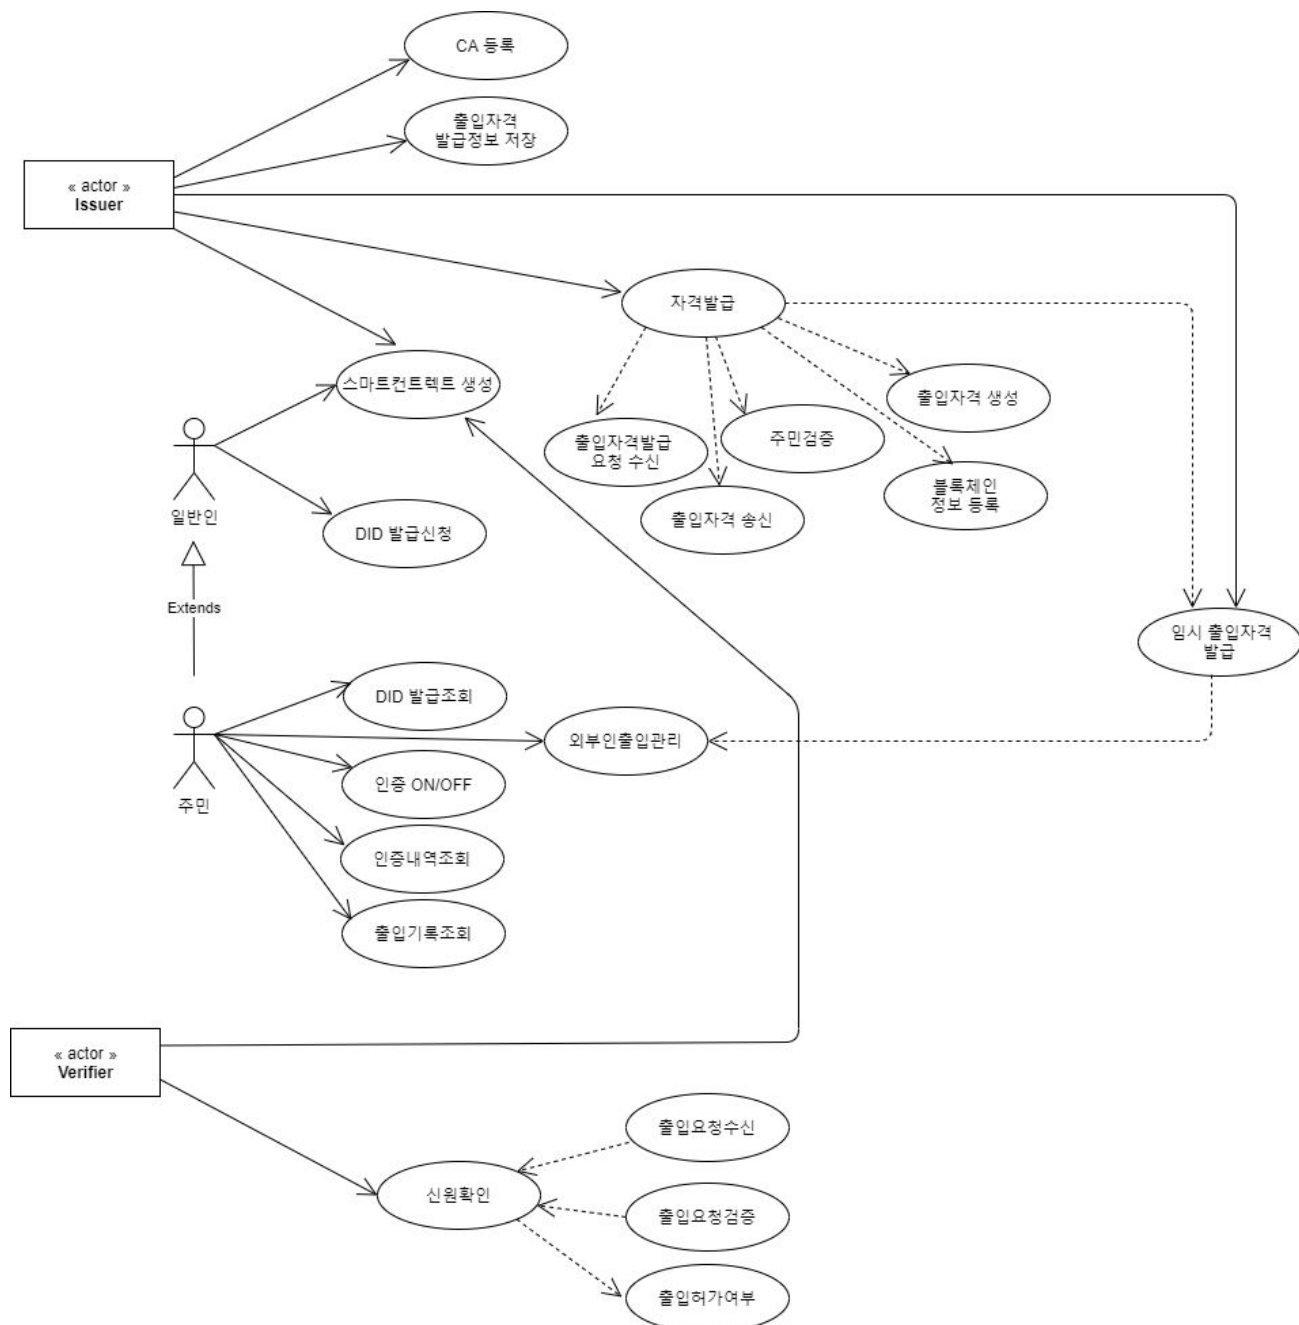 CA 등록
출입자격
발급정보 저장
« actor »
Issuer
자격발급
스마트컨트렉트 생성
출입자격 생성
출입자격발급
요청 수신
주민검증
블록체인
정보 등록
출입자격 송신
일반인
DID 발급신청
Extends
임시 출입자격
발급
DID 발급조회
외부인출입관리
인증 ON/OFF
주민
인증내역조회
출입기록조회
« actor »
Verifier
출입요청수신
신원확인
출입요청검증
출입허가여부